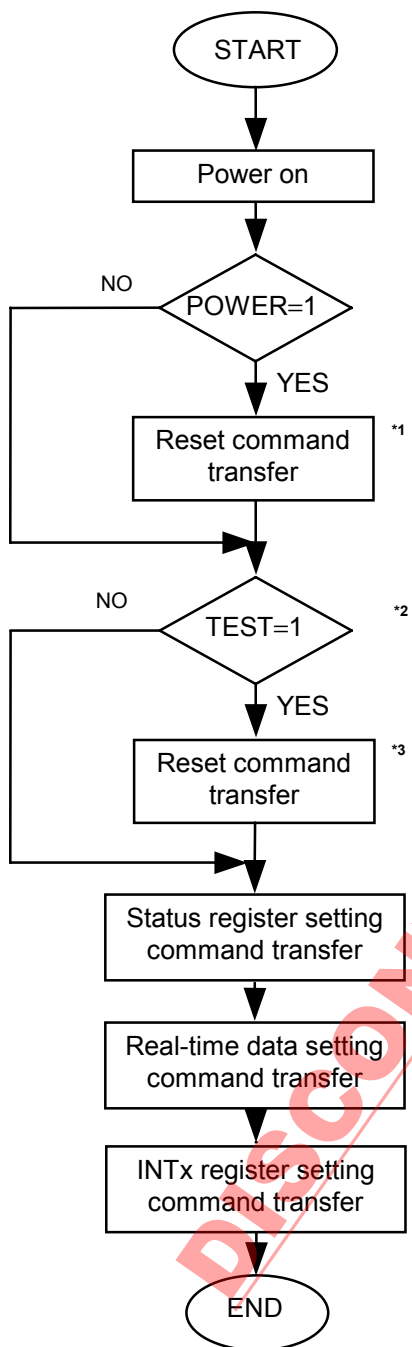 START
Power on
NO
POWER=1
YES
Reset command
transfer
*1
NO
TEST=1
*2
YES
Reset command
transfer
*3
Status register setting
command transfer
Real-time data setting
command transfer
INTx register setting
command transfer
END
DISCON